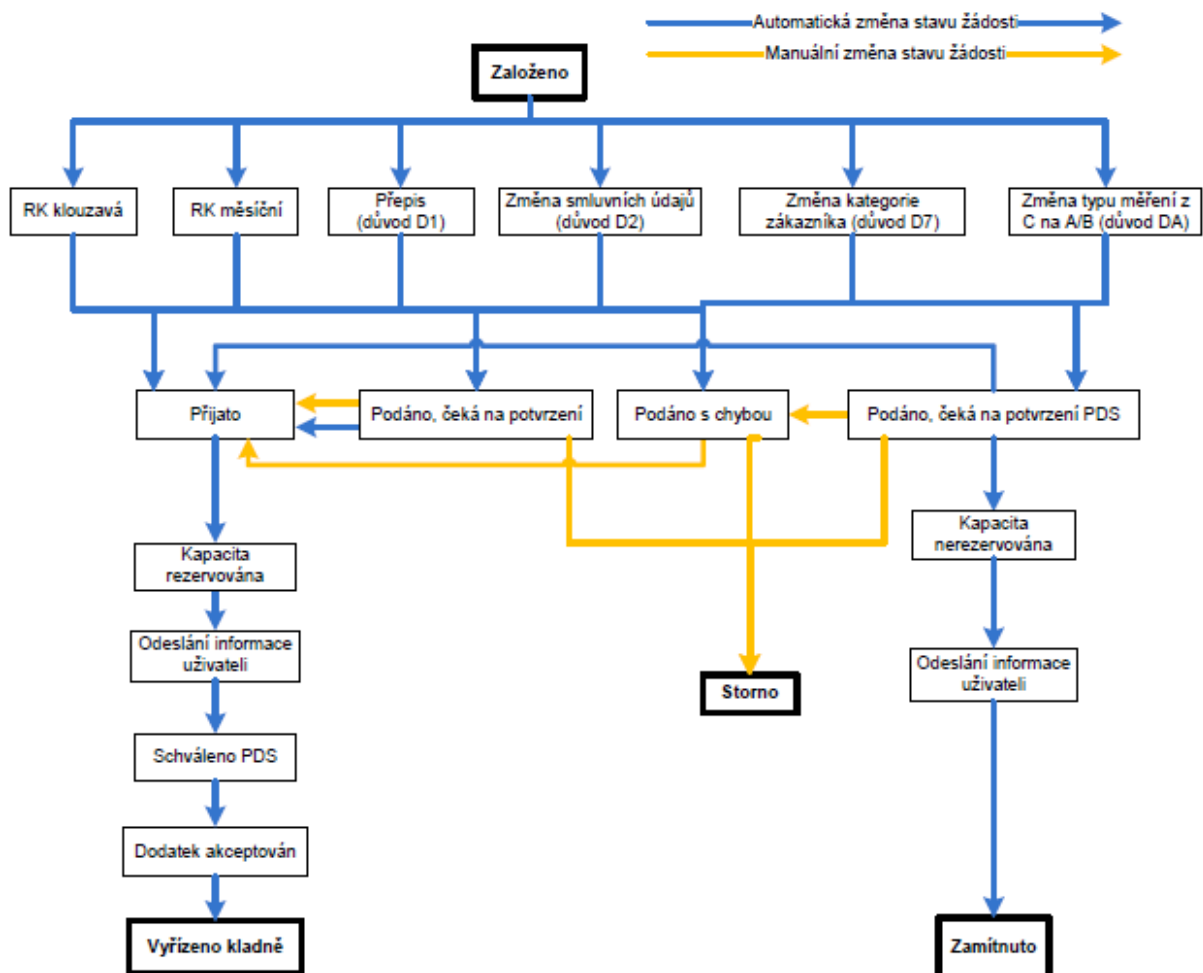 Automatická změna stavu žádosti
Manuální změna stavu žádosti
Založeno
RK klouzavá
RK měsíční
Přepis
(důvod D1)
Změna smluvních údajů
(důvod D2)
Změna kategorie
zákazníka (důvod D7)
Změna typu měření z
C na A/B (důvod DA)
Přijato
Podáno, čeká na potvrzení
Podáno s chybou
Podáno, čeká na potvrzení PDS
Kapacita
rezervována
Kapacita
nerezervována
Odeslání informace
uživateli
Odeslání informace
uživateli
Storno
Schváleno PDS
Dodatek akceptován
Vyřízeno kladně
Zamítnuto